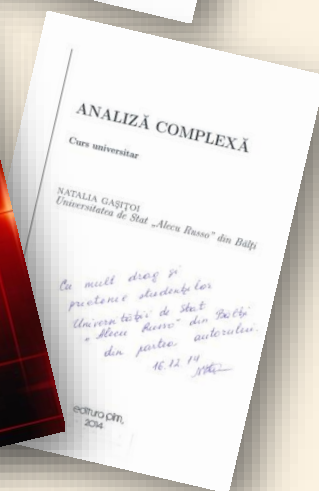 ANALIZĂ COMPLEXĂ
Curs universitar
NATALIA GAȘIȚOI
Universitatea de Stat „Alecu Russo” din Bălți
Cu mult drag și
prietenie studenților
Universității de Stat
„Alecu Russo” din Bălți
din partea autorului.
16.12.14
editura pim,
2014